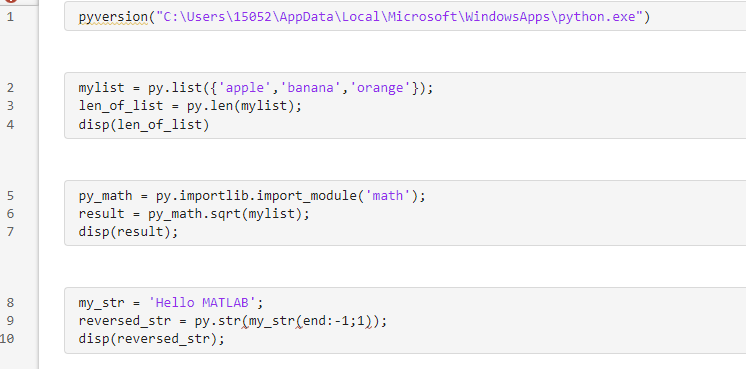 1 pyversion("C:\Users\15052\AppData\Local\Microsoft\WindowsApps\python.exe")
2 mylist = py.list({'apple','banana','orange'});
3 len_of_list = py.len(mylist);
4 disp(len_of_list)
5 py_math = py.importlib.import_module('math');
6 result = py_math.sqrt(mylist);
7 disp(result);
8 my_str = 'Hello MATLAB';
9 reversed_str = py.str(my_str(end:-1;1));
10 disp(reversed_str);